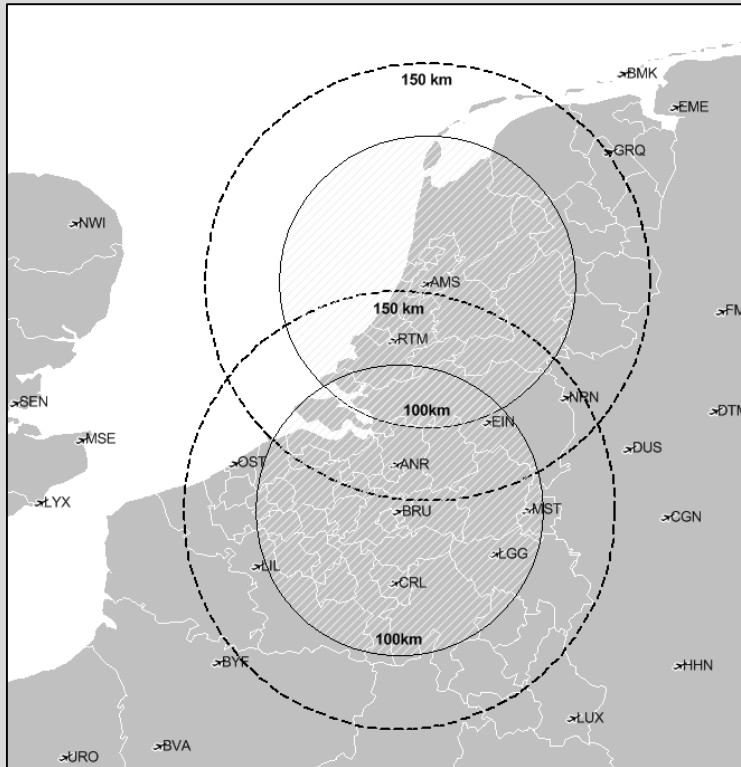 BMK
150 km
EME
GRQ
NWI
AMS
150 km
FM
RTM
NRN
SEN
100km
DTM
EIN
MSE
DUS
OST
ANR
LYX
BRU
MST
CGN
LGG
LIL
CRL
100km
BYF
HHN
LUX
BVA
URO